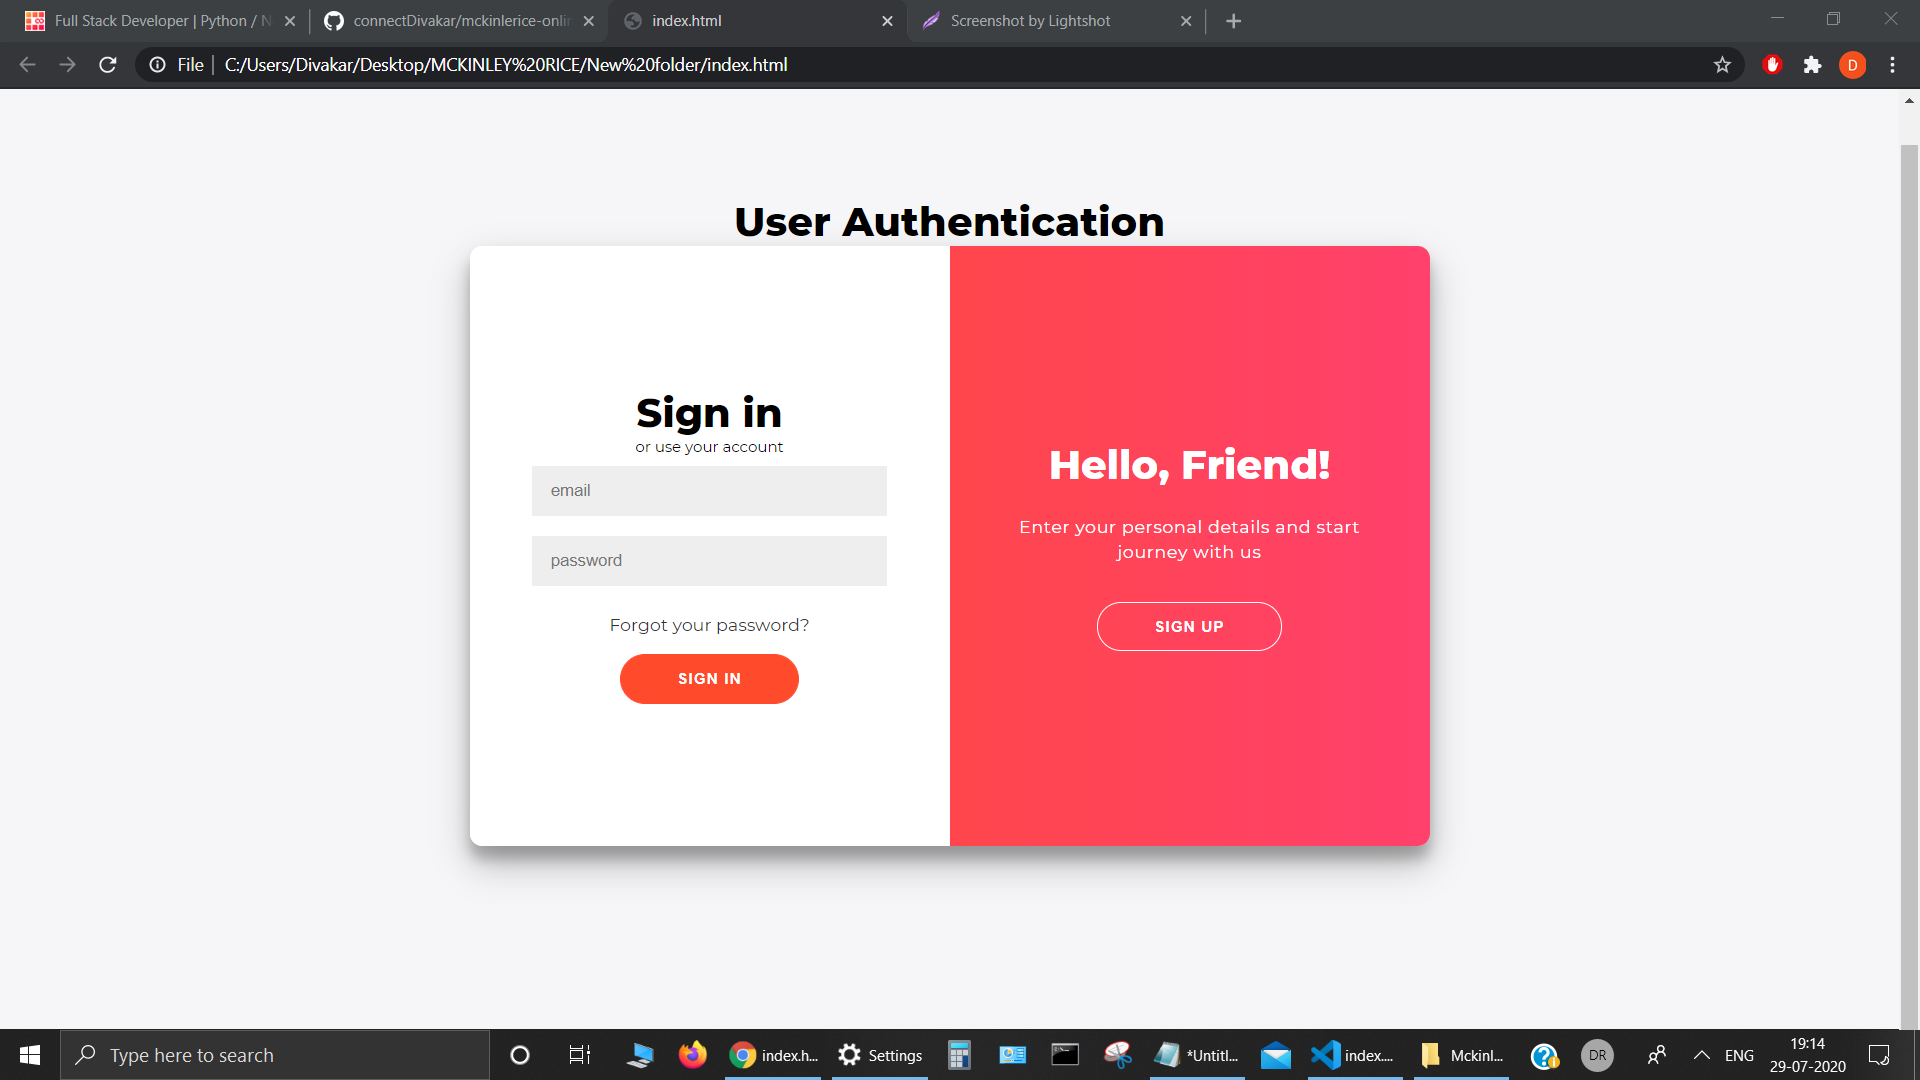 Full Stack Developer | Python / N
connectDivakar/mckinlerice-onlin
index.html
Screenshot by Lightshot
File
C:/Users/Divakar/Desktop/MCKINLEY%20RICE/New%20folder/index.html
D
User Authentication
Sign in
or use your account
email
password
Forgot your password?
SIGN IN
Hello, Friend!
Enter your personal details and start
journey with us
SIGN UP
Type here to search
index.h...
Settings
*Untitl...
index....
Mckinl...
DR
ENG
19:14
29-07-2020